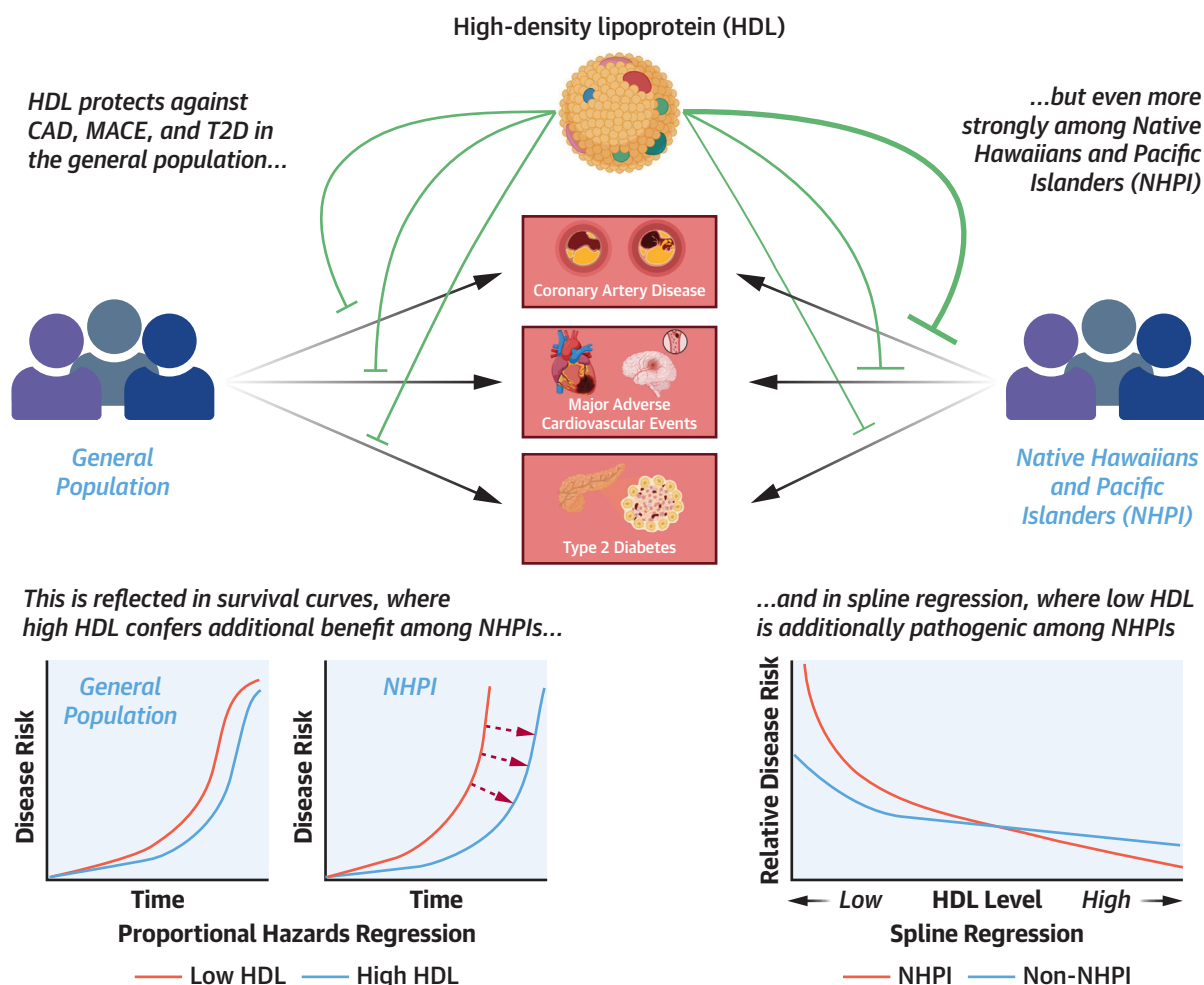 High-density lipoprotein (HDL)
HDL protects against
CAD, MACE, and T2D in
the general population...
...but even more
strongly among Native
Hawaiians and Pacific
Islanders (NHPI)
Coronary Artery Disease
Major Adverse
Cardiovascular Events
Type 2 Diabetes
General
Population
Native Hawaiians
and Pacific
Islanders (NHPI)
This is reflected in survival curves, where
high HDL confers additional benefit among NHPIs...
General
Population
Disease Risk
Time
NHPI
Disease Risk
Time
Proportional Hazards Regression
Low HDL
High HDL
...and in spline regression, where low HDL
is additionally pathogenic among NHPIs
Relative Disease Risk
Low
HDL Level
High
Spline Regression
NHPI
Non-NHPI